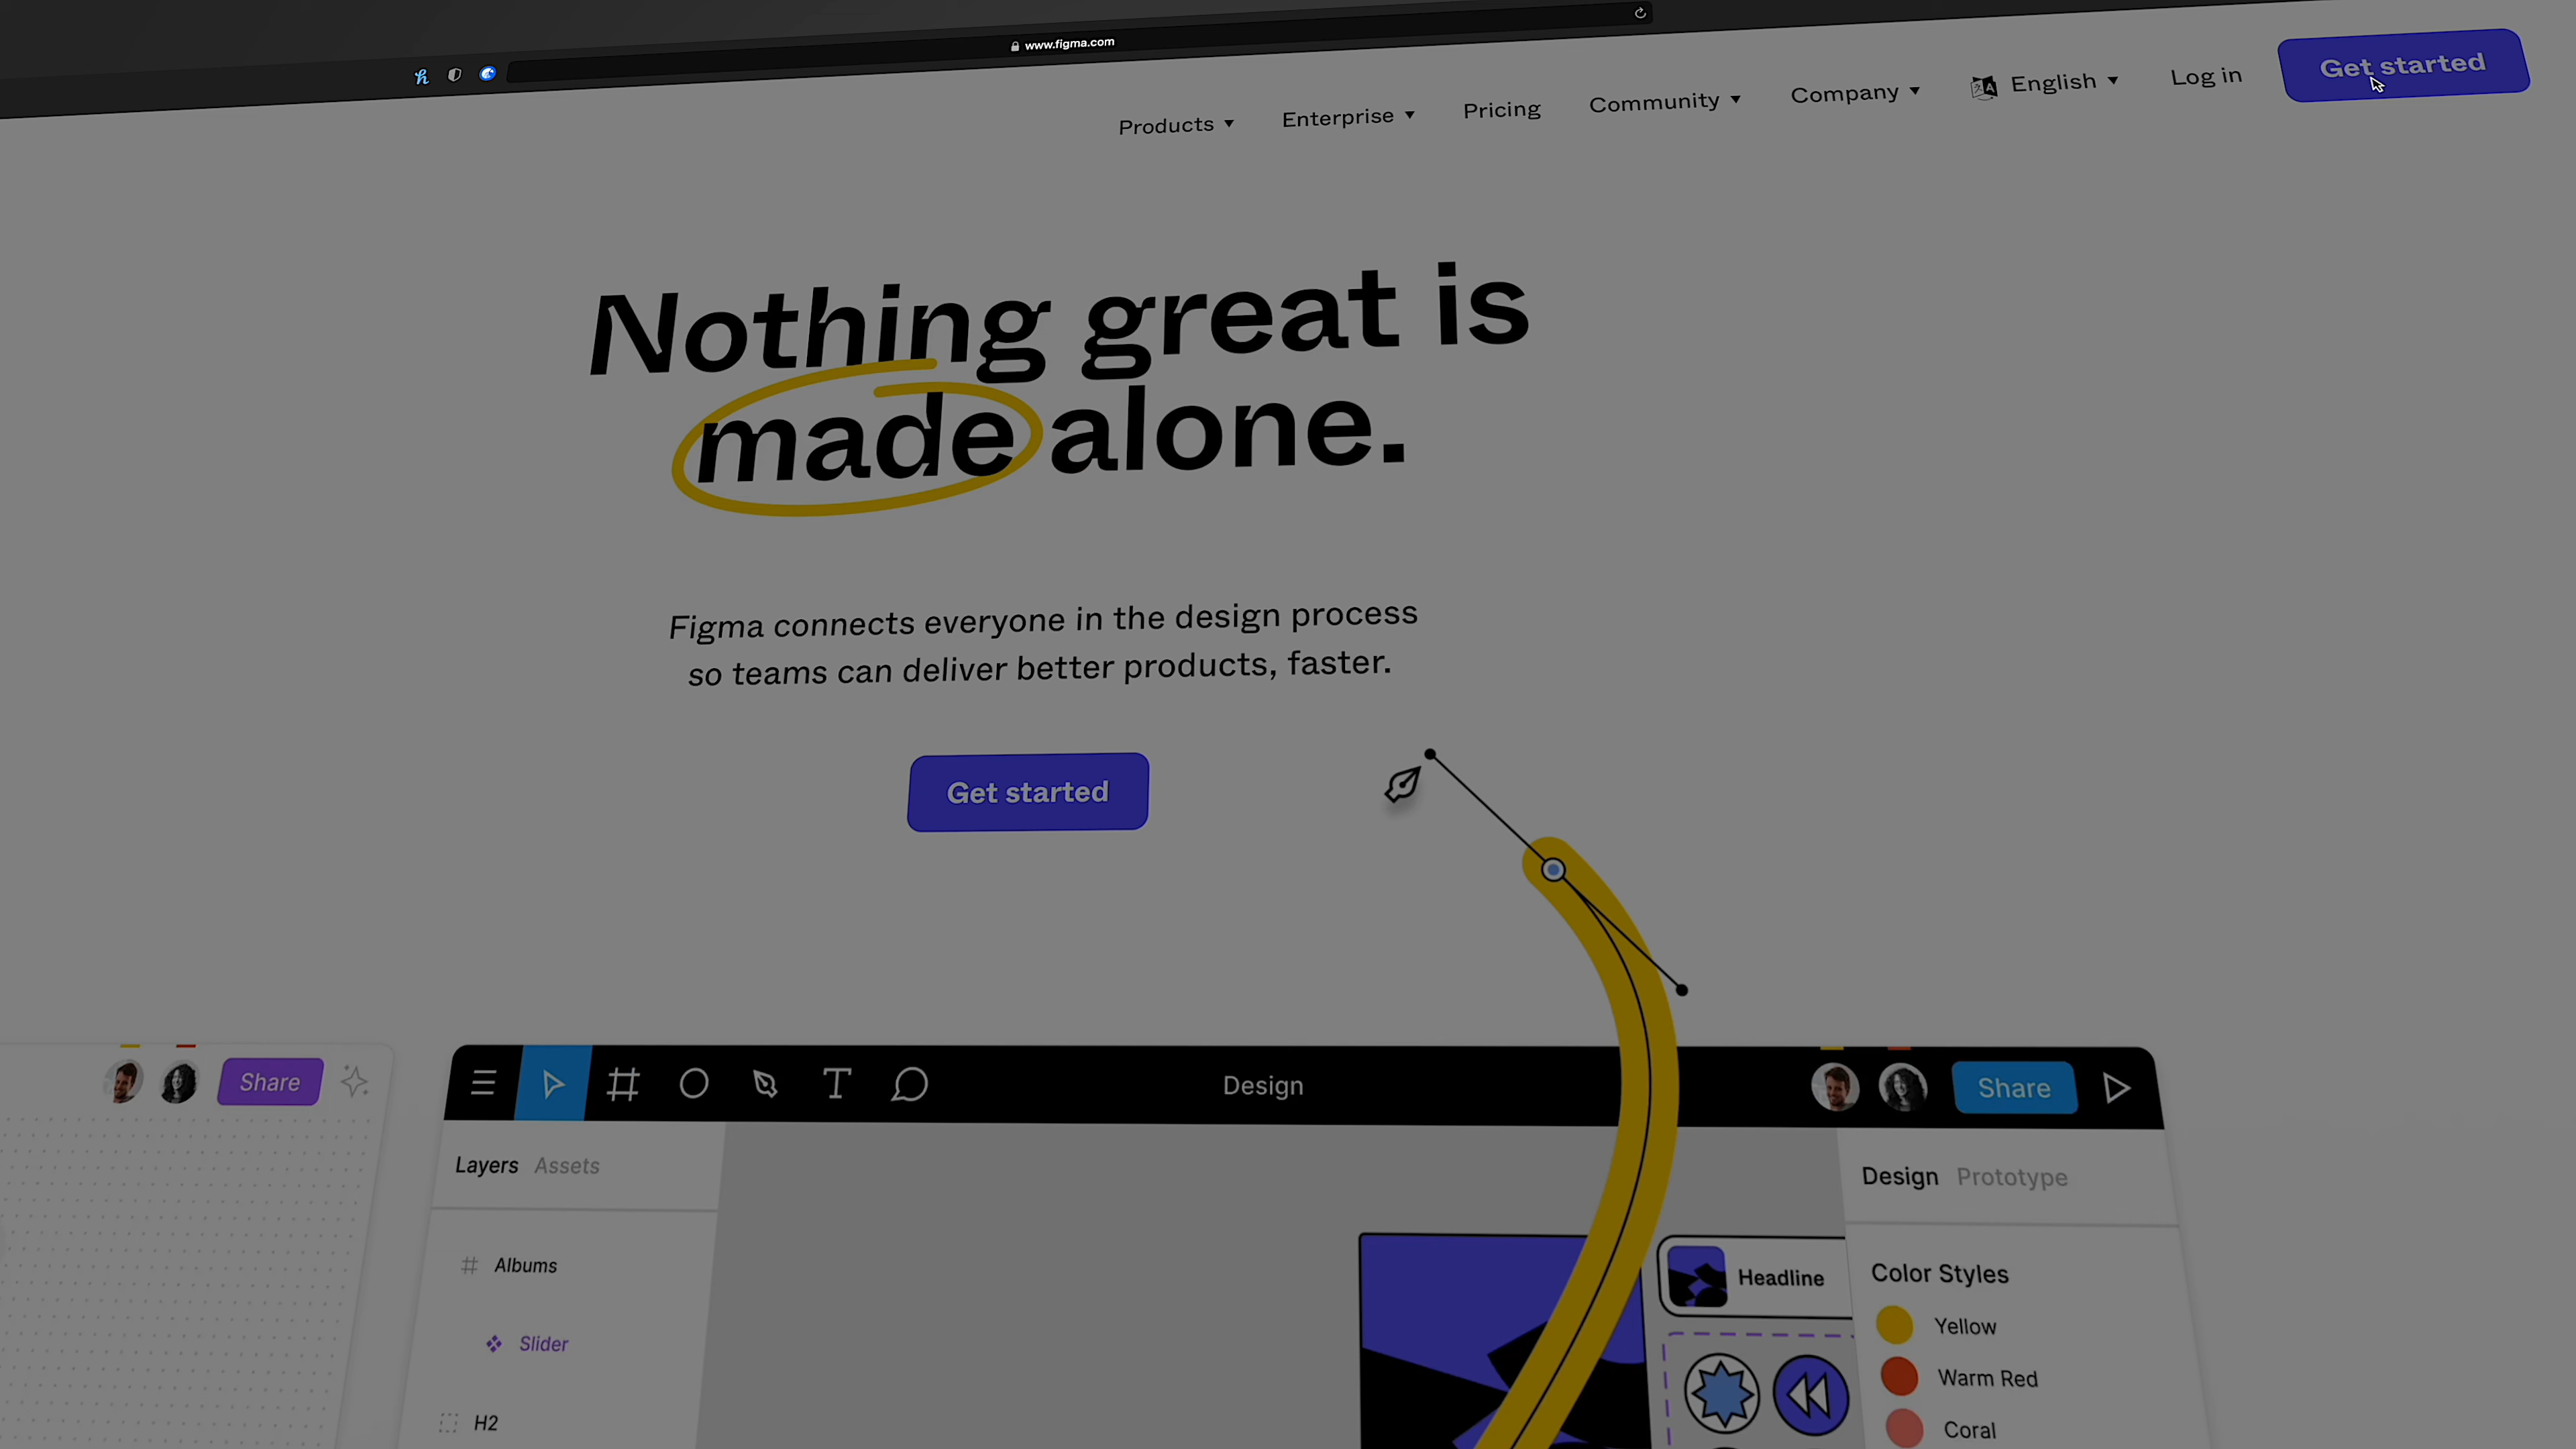 www.figma.com
Products
Enterprise
Pricing
Community
Company
English
Log in
Get started
Nothing great is
made alone.
Figma connects everyone in the design process
so teams can deliver better products, faster.
Get started
Share
Design
Share
Layers Assets
Albums
Slider
H2
Headline
Design Prototype
Color Styles
Yellow
Warm Red
Coral